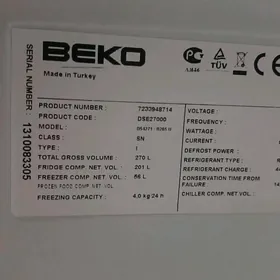 BEKO
Made in Turkey
TÜV
CE
SERIAL NUMBER: 1310083305
PRODUCT NUMBER : 7233948714
PRODUCT CODE : DSE27000
MODEL :
CLASS : SN
TYPE : I
TOTAL GROSS VOLUME : 270 L
FRIDGE COMP. NET VOL. : 201 L
FREEZER COMP. NET VOL. : 56 L
FROZEN FOOD COMP NET VOL.
FREEZING CAPACITY : 4,0 kg/24 h
VOLTAGE :
FREQUENCY :
WATTAGE :
CURRENT :
DEFROST POWER :
REFRIGERANT TYPE
REFRIGERANT CHARGE
CONSERVATION TIME FROM
FAILURE
CHILLER COMP. NET VOL. :